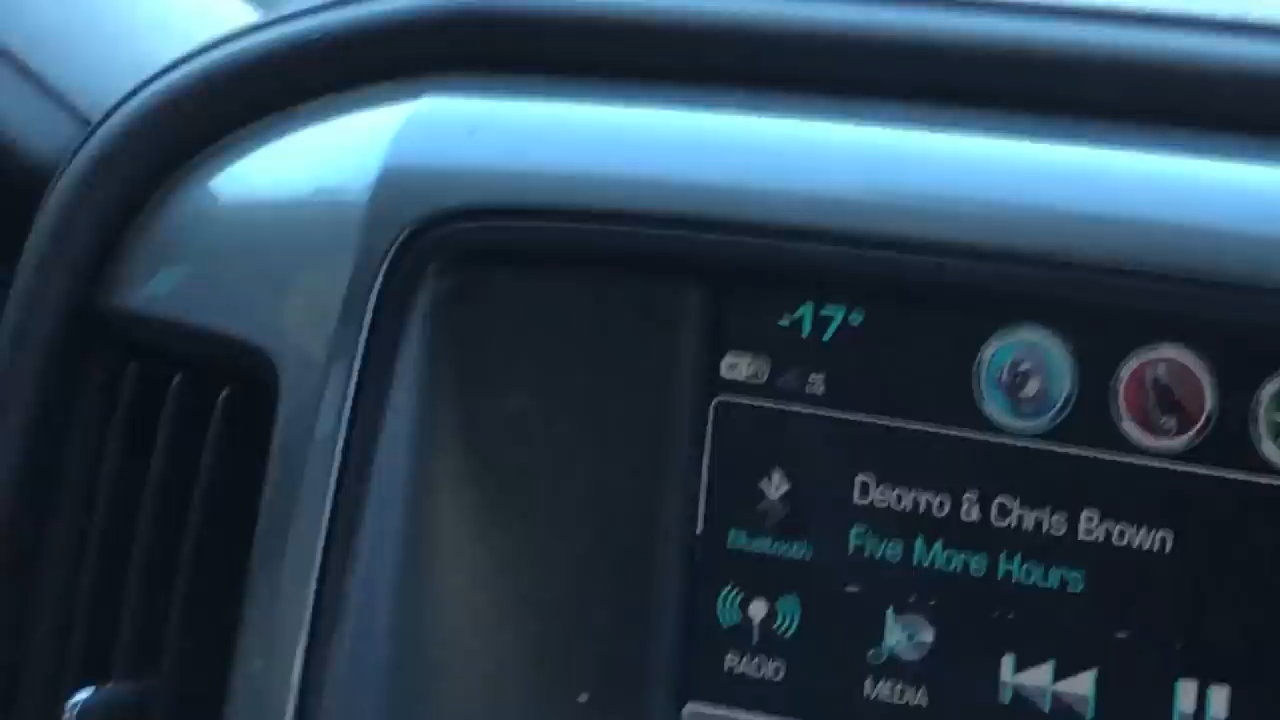 -17°
Deorro & Chris Brown
Bluetooth
Five More Hours
RADIO
MEDIA